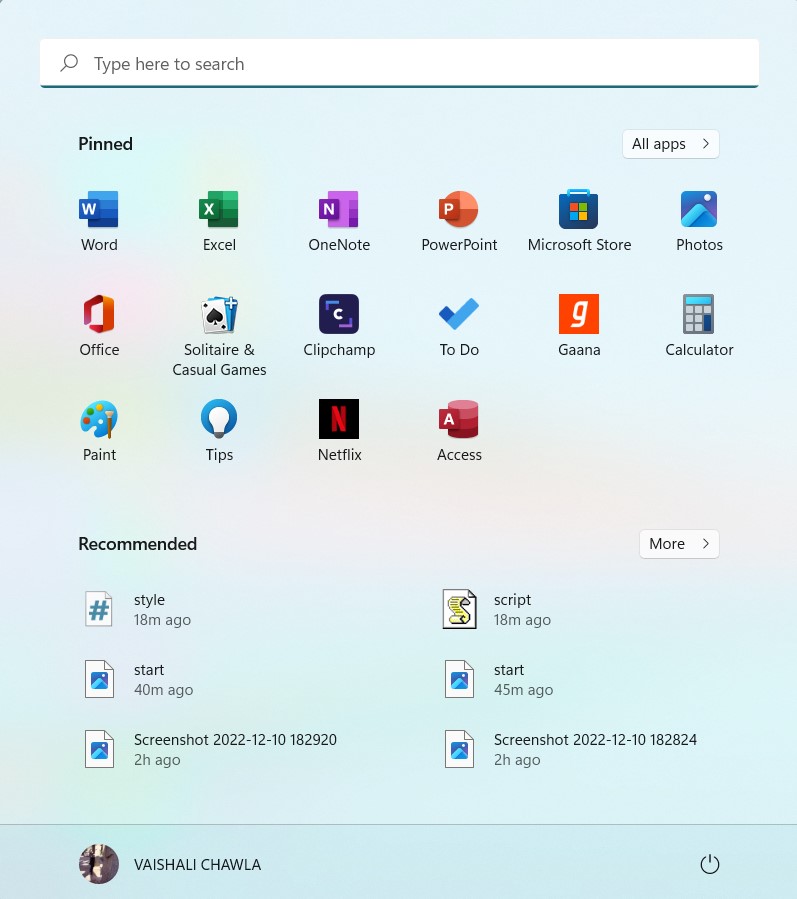 Type here to search
Pinned
All apps
W
X
N
P
Word
Excel
OneNote
PowerPoint
Microsoft Store
Photos
C
g
Office
Solitaire &
Casual Games
Clipchamp
To Do
Gaana
Calculator
N
A
Paint
Tips
Netflix
Access
Recommended
More
#
style
18m ago
script
18m ago
start
40m ago
start
45m ago
Screenshot 2022-12-10 182920
2h ago
Screenshot 2022-12-10 182824
2h ago
VAISHALI CHAWLA